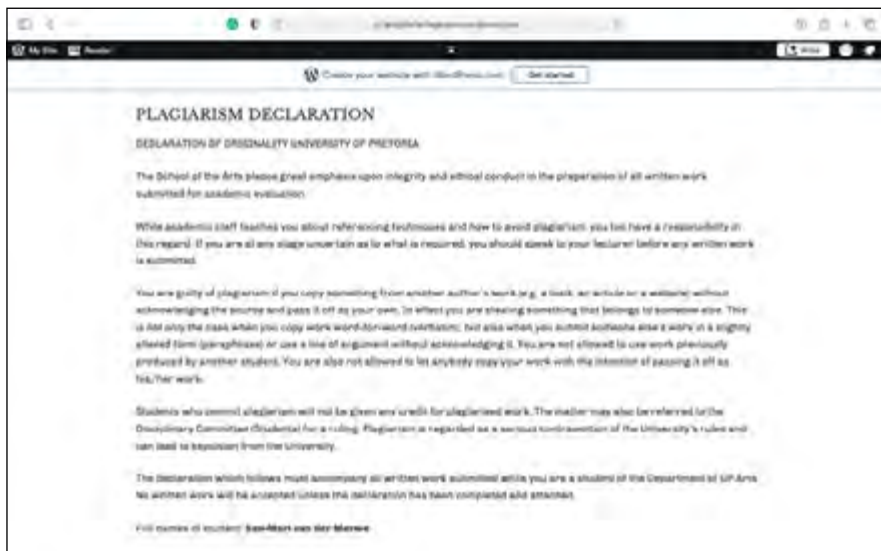 My Site Reader
Create your website with WordPress.com Get started
PLAGIARISM DECLARATION
DECLARATION OF ORIGINALITY UNIVERSITY OF PRETORIA
The School of the Arts places great emphasis upon integrity and ethical conduct in the preparation of all written work
submitted for academic evaluation.
While academic staff teaches you about referencing techniques and how to avoid plagiarism, you too have a responsibility in
this regard. If you are at any stage uncertain as to what is required, you should speak to your lecturer before any written work
is submitted.
You are guilty of plagiarism if you copy something from another author's work (e.g. a book, an article or a website) without
acknowledging the source and pass it off as your own. In effect you are stealing something that belongs to someone else. This
is not only the case when you copy work word-for-word (verbatim), but also when you submit someone else's work in a slightly
altered form (paraphrase) or use a line of argument without acknowledging it. You are not allowed to use work previously
produced by another student. You are also not allowed to let anybody copy your work with the intention of passing it off as
his/her work.
Students who commit plagiarism will not be given any credit for plagiarised work. The matter may also be referred to the
Disciplinary Committee (Students) for a ruling. Plagiarism is regarded as a serious contravention of the University's rules and
can lead to expulsion from the University.
The declaration which follows must accompany all written work submitted while you are a student of the Department of UP Arts
No written work will be accepted unless the declaration has been completed and attached.
Full names of student: van der Merwe